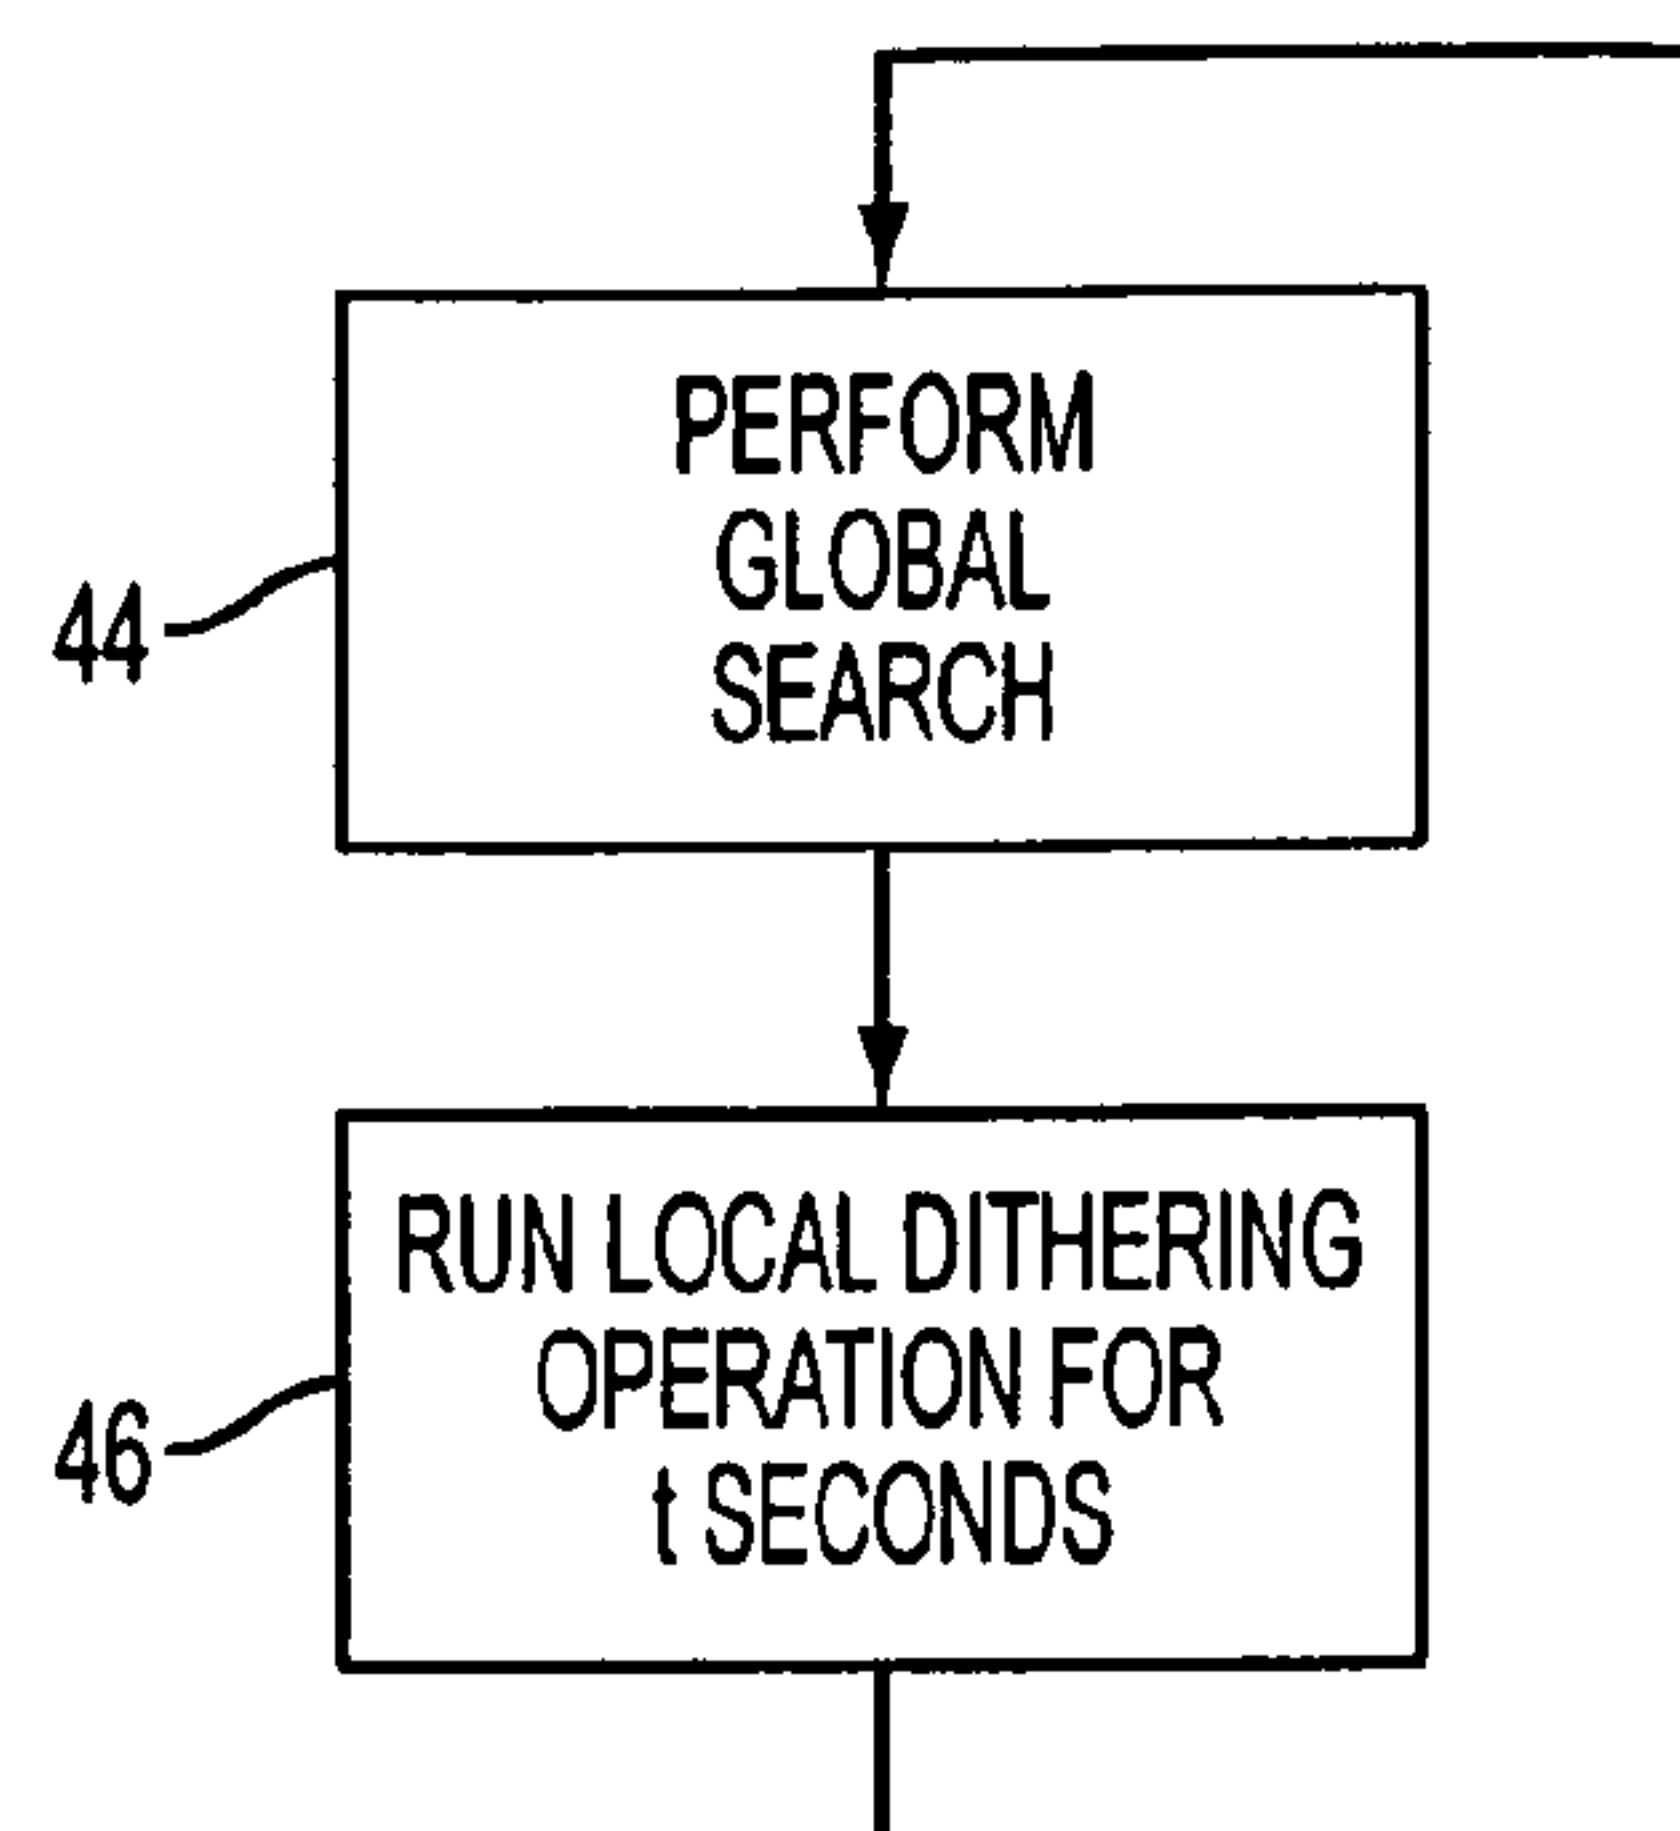 PERFORM
GLOBAL
SEARCH
44
RUN LOCAL DITHERING
OPERATION FOR
t SECONDS
46